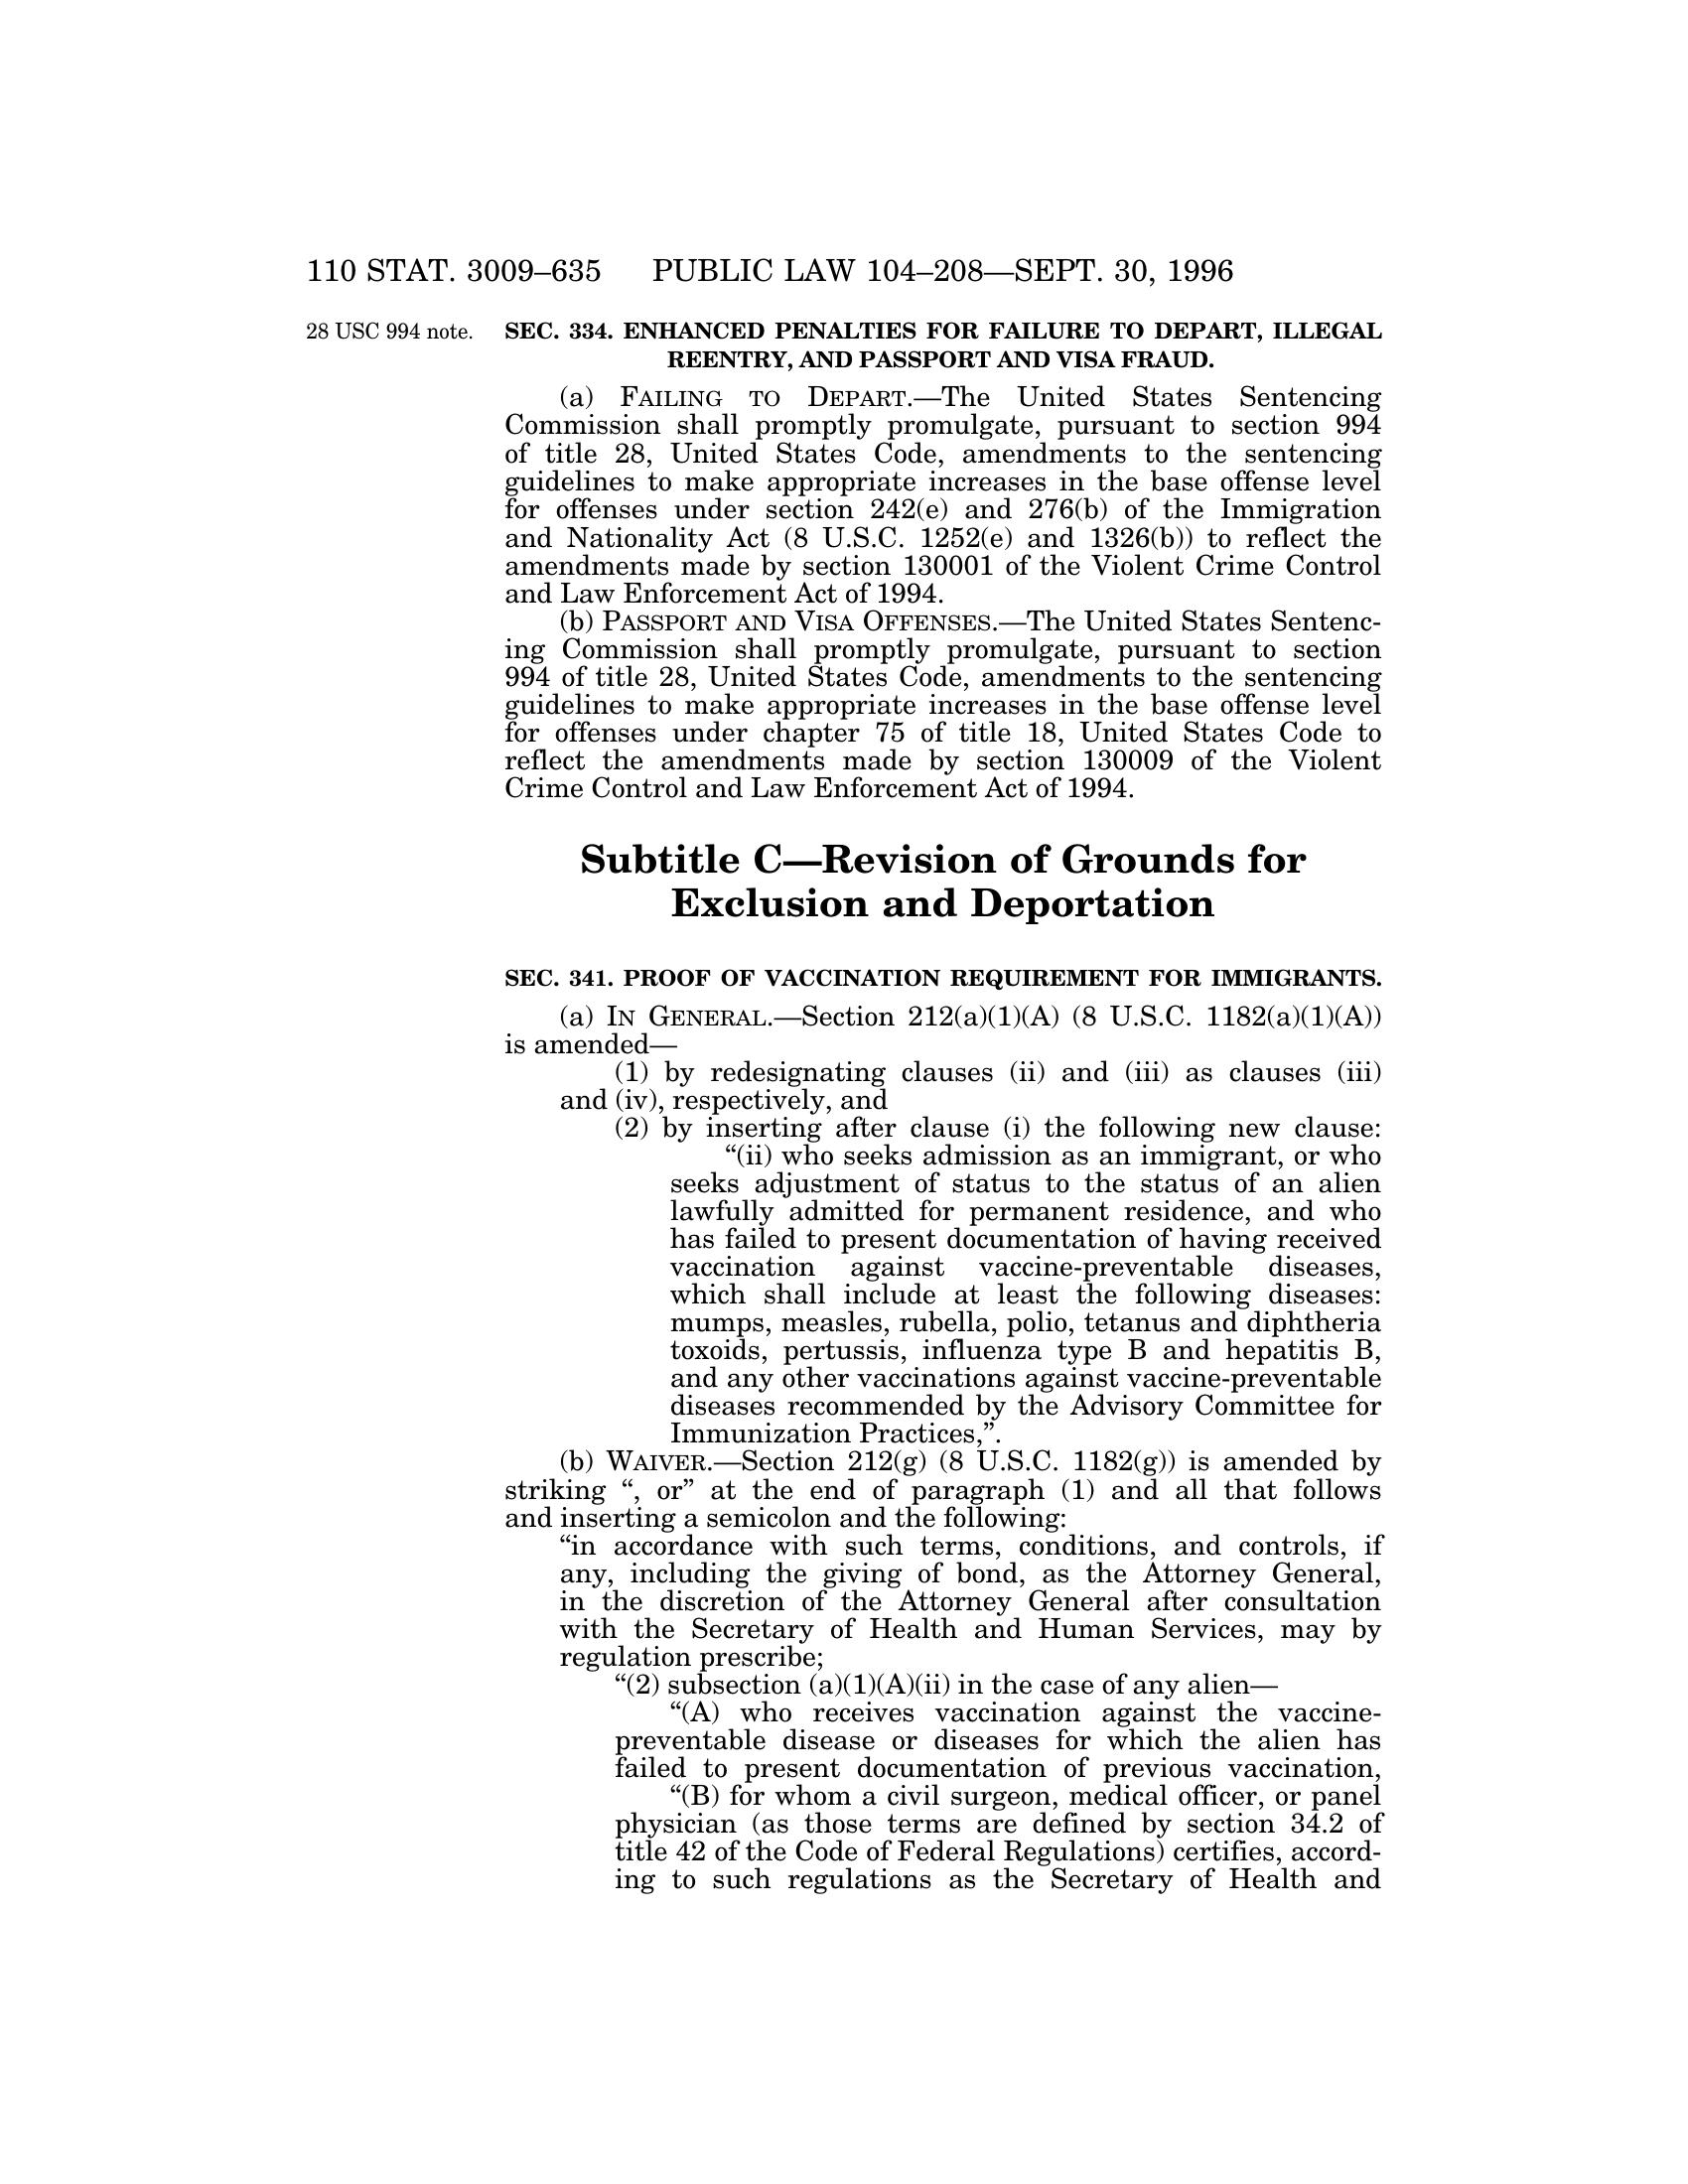 110 STAT. 3009–635 PUBLIC LAW 104–208—SEPT. 30, 1996
28 USC 994 note.
SEC. 334. ENHANCED PENALTIES FOR FAILURE TO DEPART, ILLEGAL
REENTRY, AND PASSPORT AND VISA FRAUD.
(a) FAILING TO DEPART.—The United States Sentencing
Commission shall promptly promulgate, pursuant to section 994
of title 28, United States Code, amendments to the sentencing
guidelines to make appropriate increases in the base offense level
for offenses under section 242(e) and 276(b) of the Immigration
and Nationality Act (8 U.S.C. 1252(e) and 1326(b)) to reflect the
amendments made by section 130001 of the Violent Crime Control
and Law Enforcement Act of 1994.
(b) PASSPORT AND VISA OFFENSES.—The United States Sentenc-
ing Commission shall promptly promulgate, pursuant to section
994 of title 28, United States Code, amendments to the sentencing
guidelines to make appropriate increases in the base offense level
for offenses under chapter 75 of title 18, United States Code to
reflect the amendments made by section 130009 of the Violent
Crime Control and Law Enforcement Act of 1994.
Subtitle C—Revision of Grounds for
Exclusion and Deportation
SEC. 341. PROOF OF VACCINATION REQUIREMENT FOR IMMIGRANTS.
(a) IN GENERAL.—Section 212(a)(1)(A) (8 U.S.C. 1182(a)(1)(A))
is amended—
(1) by redesignating clauses (ii) and (iii) as clauses (iii)
and (iv), respectively, and
(2) by inserting after clause (i) the following new clause:
“(ii) who seeks admission as an immigrant, or who
seeks adjustment of status to the status of an alien
lawfully admitted for permanent residence, and who
has failed to present documentation of having received
vaccination against vaccine-preventable diseases,
which shall include at least the following diseases:
mumps, measles, rubella, polio, tetanus and diphtheria
toxoids, pertussis, influenza type B and hepatitis B,
and any other vaccinations against vaccine-preventable
diseases recommended by the Advisory Committee for
Immunization Practices,”.
(b) WAIVER.—Section 212(g) (8 U.S.C. 1182(g)) is amended by
striking “, or” at the end of paragraph (1) and all that follows
and inserting a semicolon and the following:
“in accordance with such terms, conditions, and controls, if
any, including the giving of bond, as the Attorney General,
in the discretion of the Attorney General after consultation
with the Secretary of Health and Human Services, may by
regulation prescribe;
“(2) subsection (a)(1)(A)(ii) in the case of any alien—
“(A) who receives vaccination against the vaccine-
preventable disease or diseases for which the alien has
failed to present documentation of previous vaccination,
“(B) for whom a civil surgeon, medical officer, or panel
physician (as those terms are defined by section 34.2 of
title 42 of the Code of Federal Regulations) certifies, accord-
ing to such regulations as the Secretary of Health and